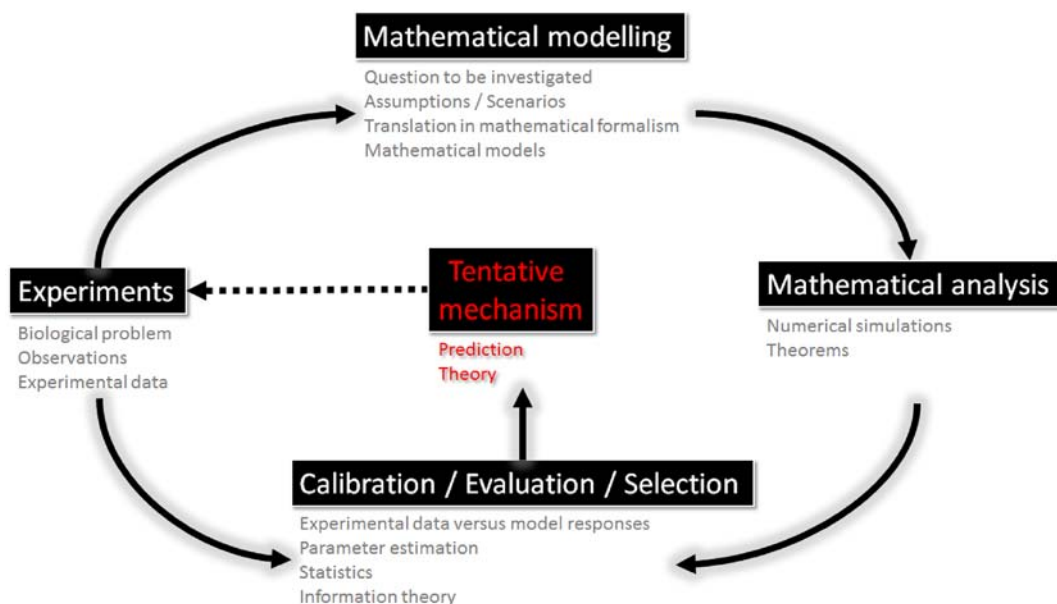 Mathematical modelling
Question to be investigated
Assumptions / Scenarios
Translation in mathematical formalism
Mathematical models
Experiments
Biological problem
Observations
Experimental data
Tentative
mechanism
Prediction
Theory
Mathematical analysis
Numerical simulations
Theorems
Calibration / Evaluation / Selection
Experimental data versus model responses
Parameter estimation
Statistics
Information theory